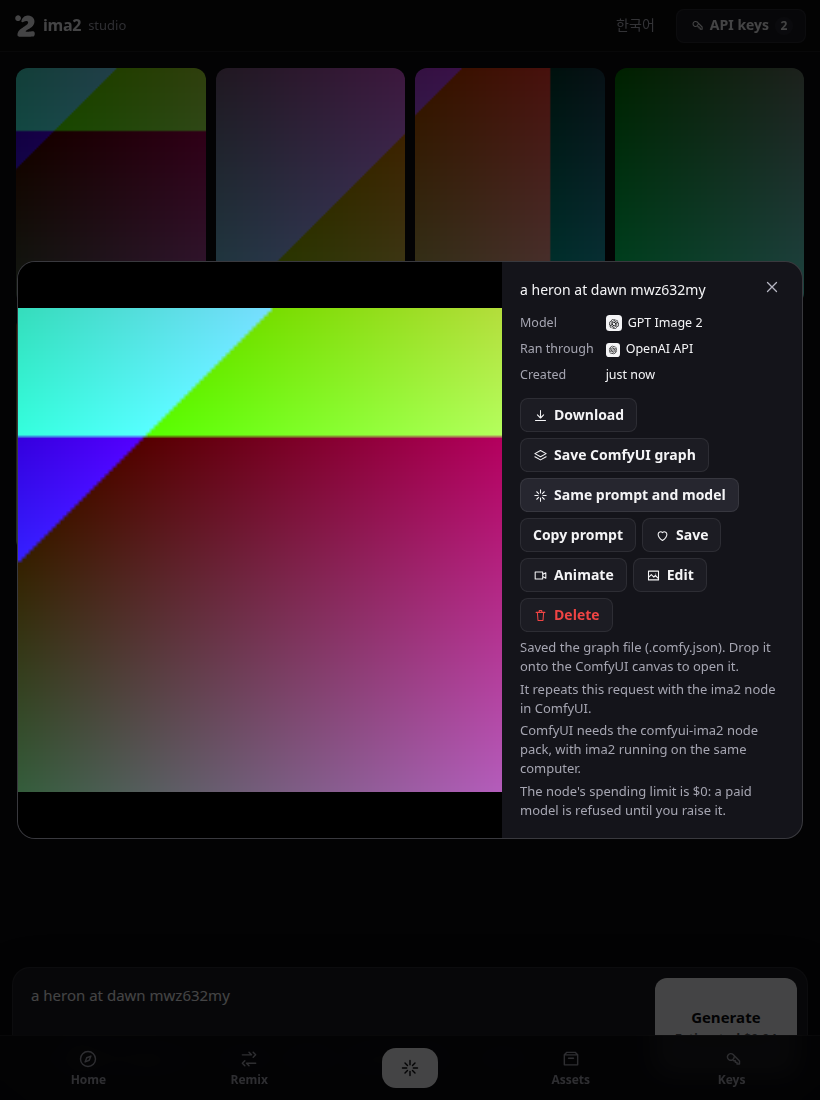 ima2 studio
한국어
API keys 2
a heron at dawn mwz632my
Model GPT Image 2
Ran through OpenAI API
Created just now
Download
Save ComfyUI graph
Same prompt and model
Copy prompt
Save
Animate
Edit
Delete
Saved the graph file (.comfy.json). Drop it
onto the ComfyUI canvas to open it.
It repeats this request with the ima2 node
in ComfyUI.
ComfyUI needs the comfyui-ima2 node
pack, with ima2 running on the same
computer.
The node's spending limit is $0: a paid
model is refused until you raise it.
a heron at dawn mwz632my
Generate
Home
Remix
Assets
Keys